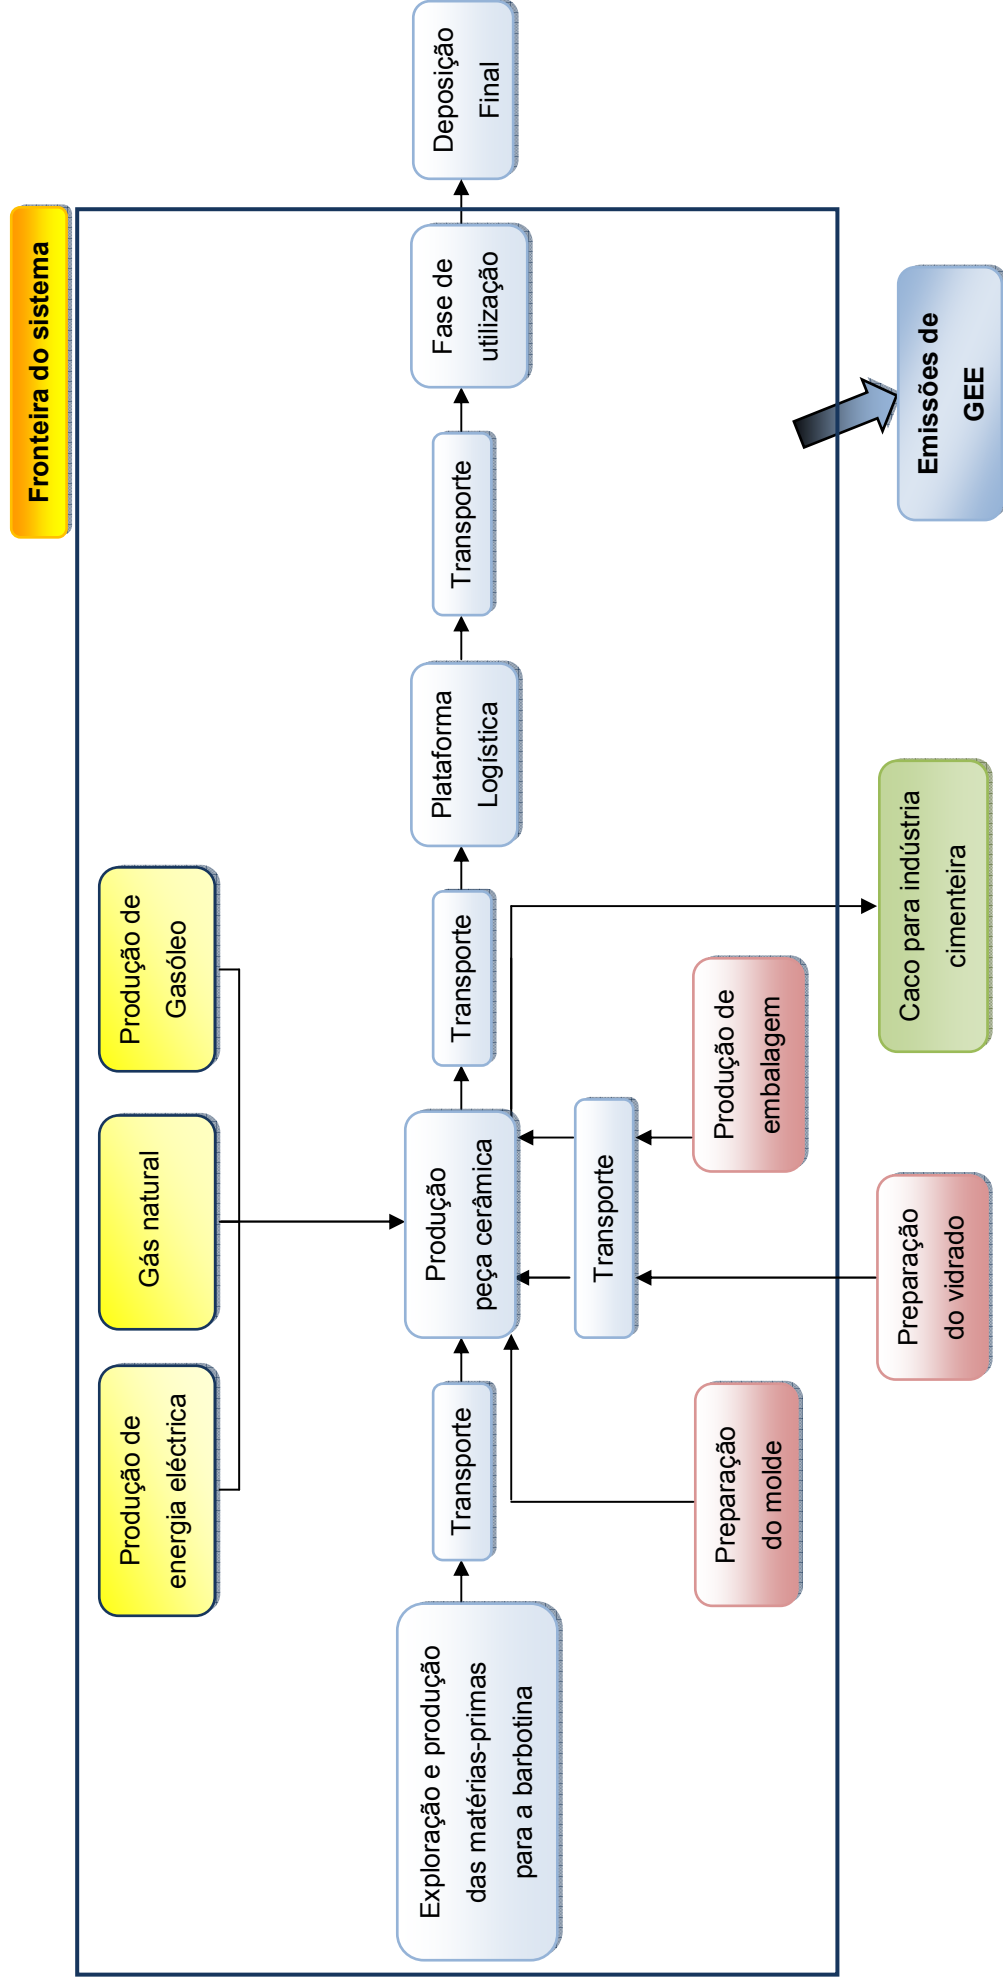 Fronteira do sistema
Produção de
energia eléctrica
Gás natural
Produção de
Gasóleo
Exploração e produção
das matérias-primas
para a barbotina
Transporte
Produção
peça cerâmica
Transporte
Plataforma
Logística
Transporte
Fase de
utilização
Deposição
Final
Transporte
Preparação
do molde
Produção de
embalagem
Preparação
do vidrado
Caco para indústria
cimenteira
Emissões de
GEE